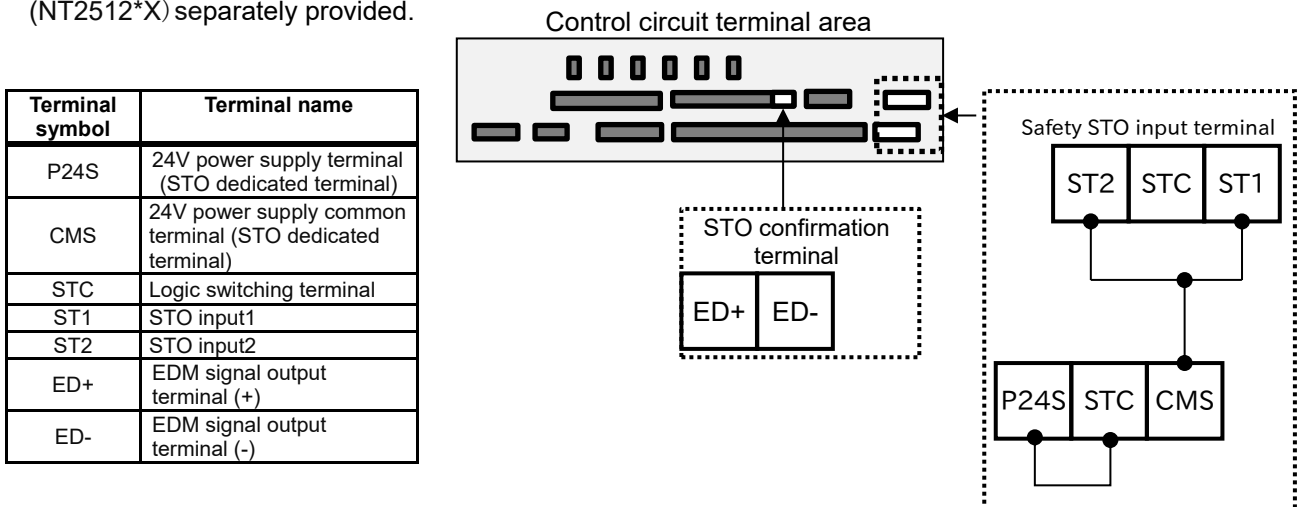 (NT2512*X) separately provided.
Control circuit terminal area
Terminal symbol
Terminal name
P24S
24V power supply terminal
(STO dedicated terminal)
CMS
24V power supply common
terminal (STO dedicated
terminal)
STC
Logic switching terminal
ST1
STO input1
ST2
STO input2
ED+
EDM signal output
terminal (+)
ED-
EDM signal output
terminal (-)
STO confirmation
terminal
ED+
ED-
Safety STO input terminal
ST2
STC
ST1
P24S
STC
CMS